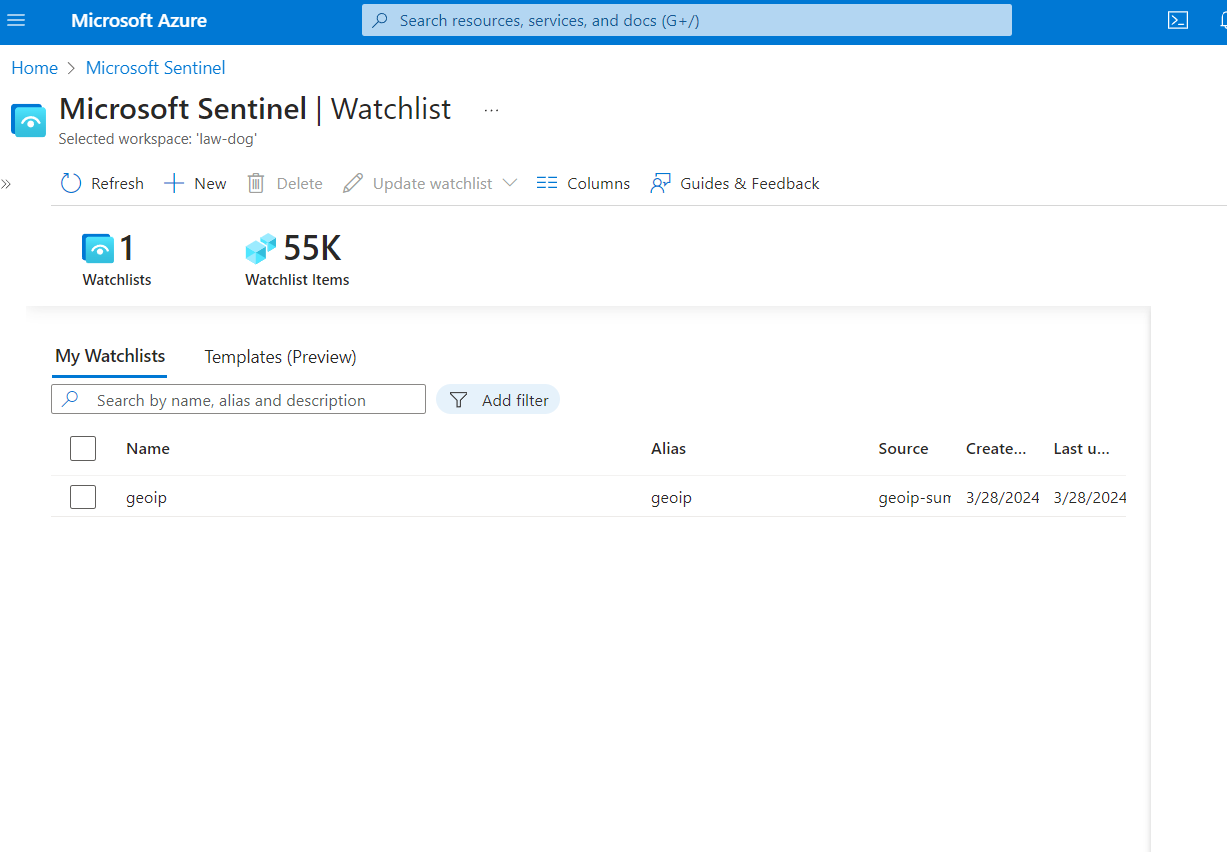 Microsoft Azure
Search resources, services, and docs (G+/)
Home > Microsoft Sentinel
Microsoft Sentinel | Watchlist ...
Selected workspace: 'law-dog'
Refresh New Delete Update watchlist Columns Guides & Feedback
1 55K
Watchlists Watchlist Items
My Watchlists Templates (Preview)
Search by name, alias and description Add filter
Name Alias Source Create... Last u...
geoip geoip geoip-sum 3/28/2024 3/28/2024